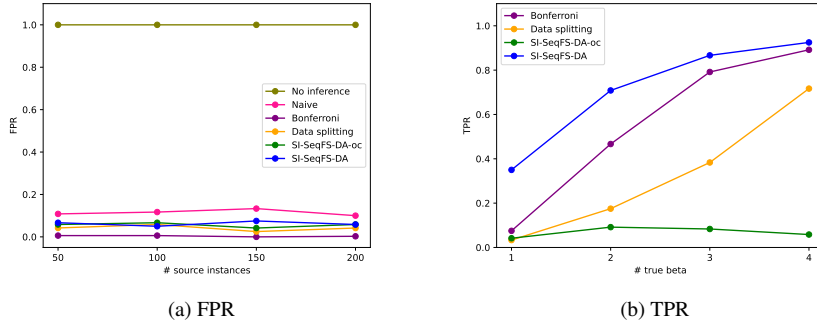 1.0
0.8
0.6
0.4
0.2
0.0
FPR
No inference
Naive
Bonferroni
Data splitting
SI-SeqFS-DA-oc
SI-SeqFS-DA
50
100
150
200
# source instances
(a) FPR
1.0
0.8
0.6
0.4
0.2
0.0
TPR
Bonferroni
Data splitting
SI-SeqFS-DA-oc
SI-SeqFS-DA
1
2
3
4
# true beta
(b) TPR